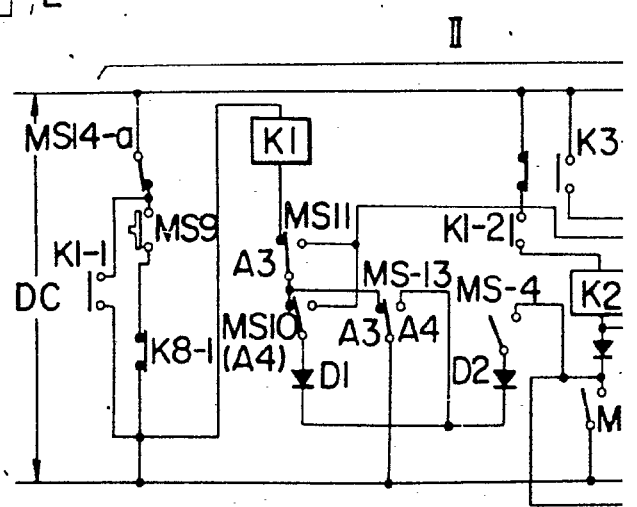 II
MS14-a
K1
K3-
MS11
MS9
K1-21
K1-1
A3
MS-13
MS-4
DC
K2
MS10
A3
A4
K8-1
(A4)
D1
D2
M